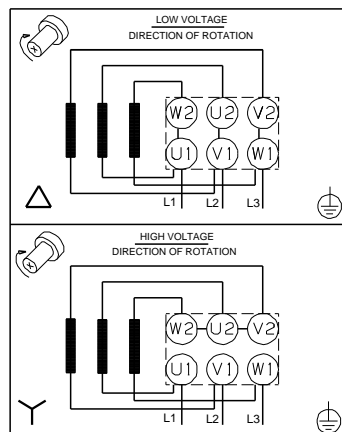 LOW VOLTAGE
DIRECTION OF ROTATION
W2 U2 V2
U1 V1 W1
L1 L2 L3
HIGH VOLTAGE
DIRECTION OF ROTATION
W2 U2 V2
U1 V1 W1
L1 L2 L3